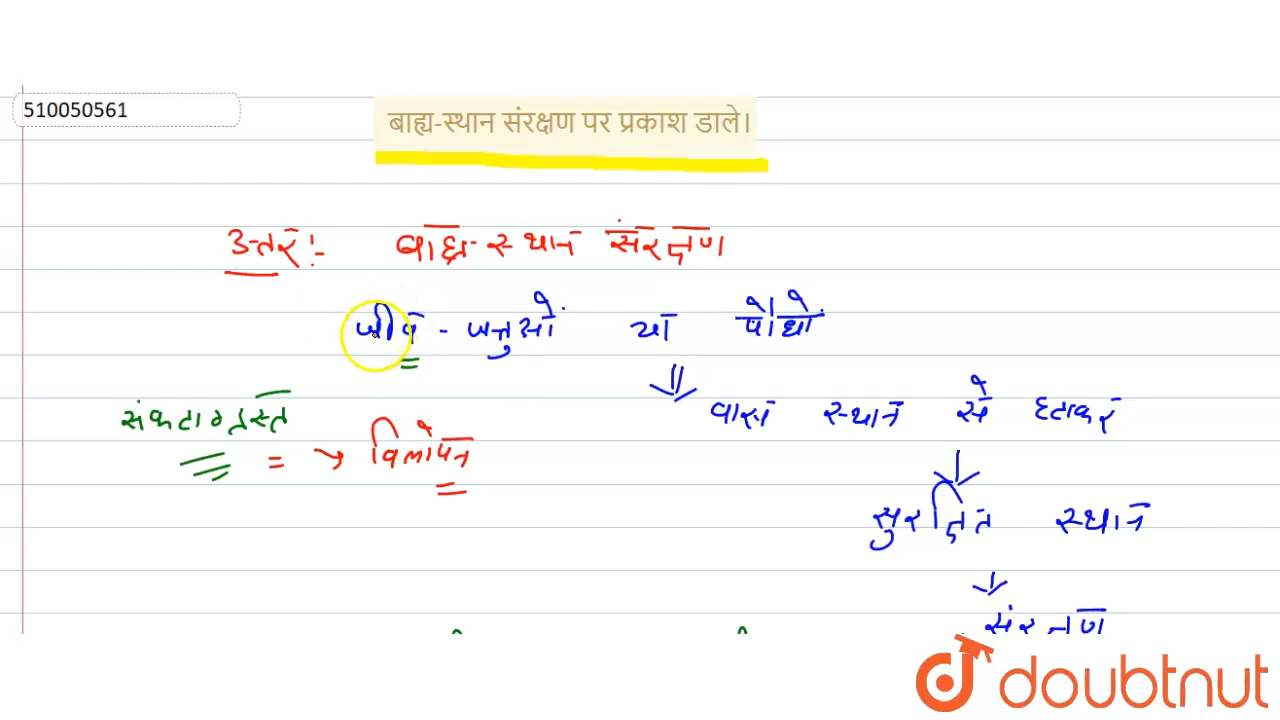 510050561
बाह्य-स्थान संरक्षण पर प्रकाश डाले।
उत्तर:- बाह्य-स्थान संरक्षण
जीव - जन्तुओं या पौधों
वास स्थान से हटाकर
संकटाग्रस्त
→ विलोपन
सुरक्षित स्थान
संरक्षण
doubtnut